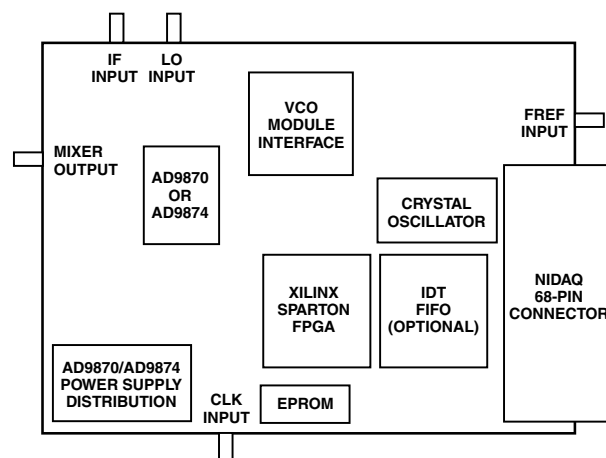 IF
INPUT
LO
INPUT
VCO
MODULE
INTERFACE
FREF
INPUT
MIXER
OUTPUT
AD9870
OR
AD9874
CRYSTAL
OSCILLATOR
XILINX
SPARTON
FPGA
IDT
FIFO
(OPTIONAL)
NIDAQ
68-PIN
CONNECTOR
AD9870/AD9874
POWER SUPPLY
DISTRIBUTION
CLK
INPUT
EPROM